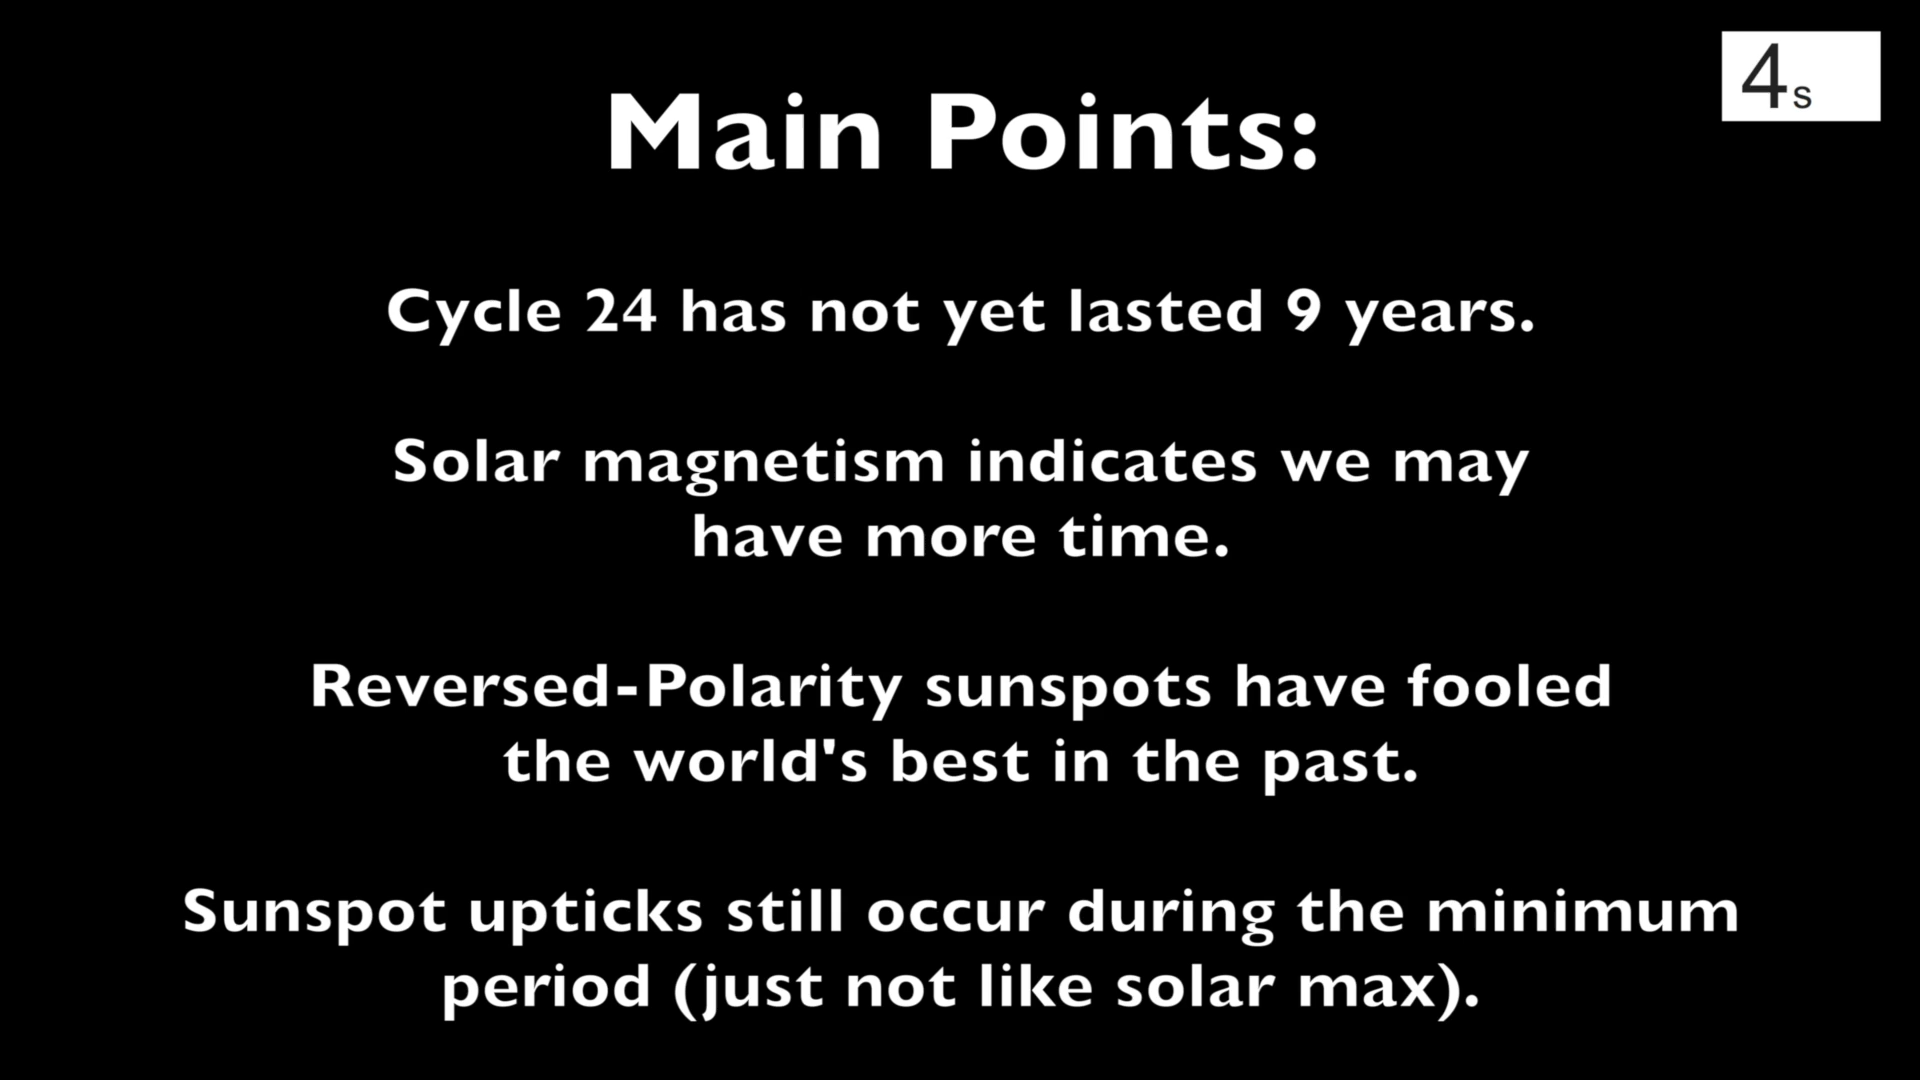 4s
Main Points:
Cycle 24 has not yet lasted 9 years.
Solar magnetism indicates we may
have more time.
Reversed-Polarity sunspots have fooled
the world's best in the past.
Sunspot upticks still occur during the minimum
period (just not like solar max).